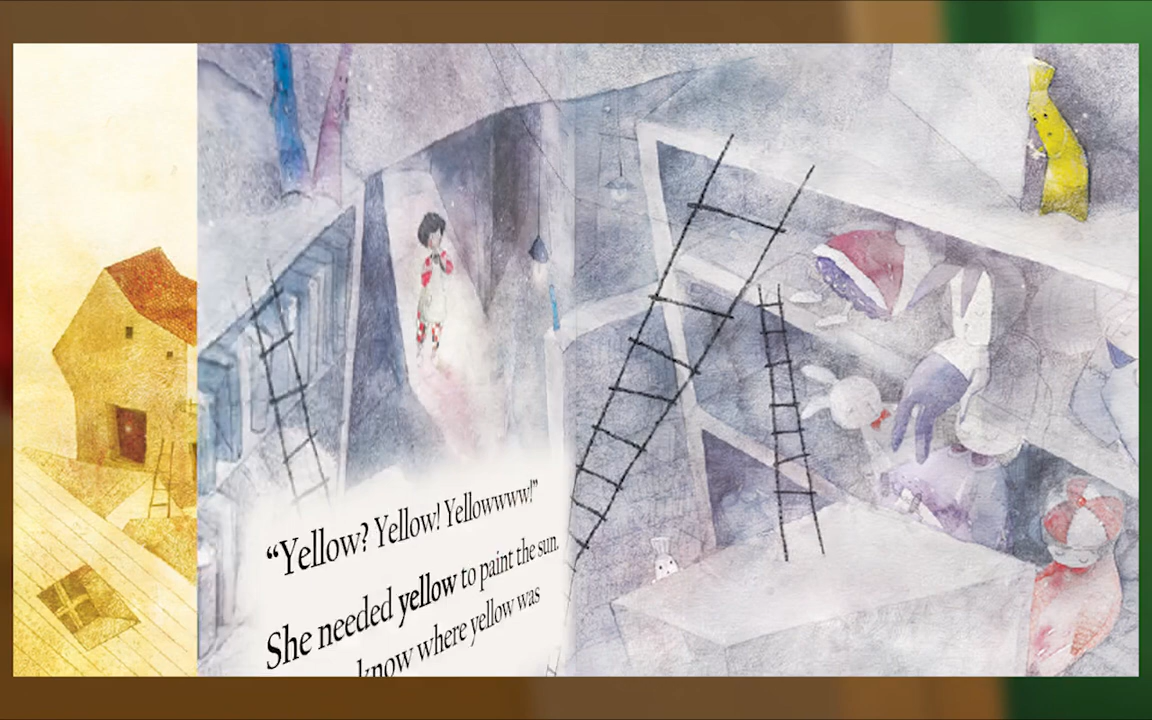 “Yellow? Yellow! Yellowwww!”
She needed yellow to paint the sun.
know where yellow was